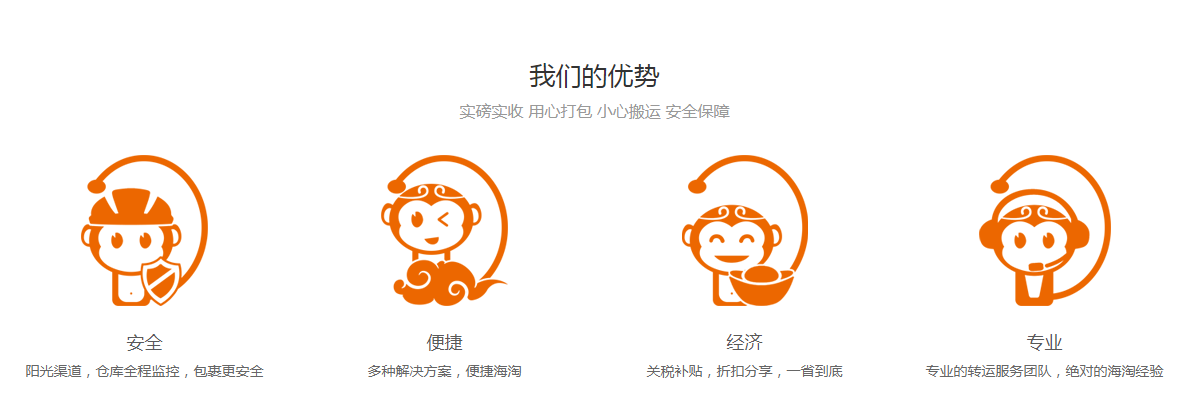 我们的优势
实磅实收 用心打包 小心搬运 安全保障
安全
阳光渠道，仓库全程监控，包裹更安全
便捷
多种解决方案，便捷海淘
经济
关税补贴，折扣分享，一省到底
专业
专业的转运服务团队，绝对的海淘经验